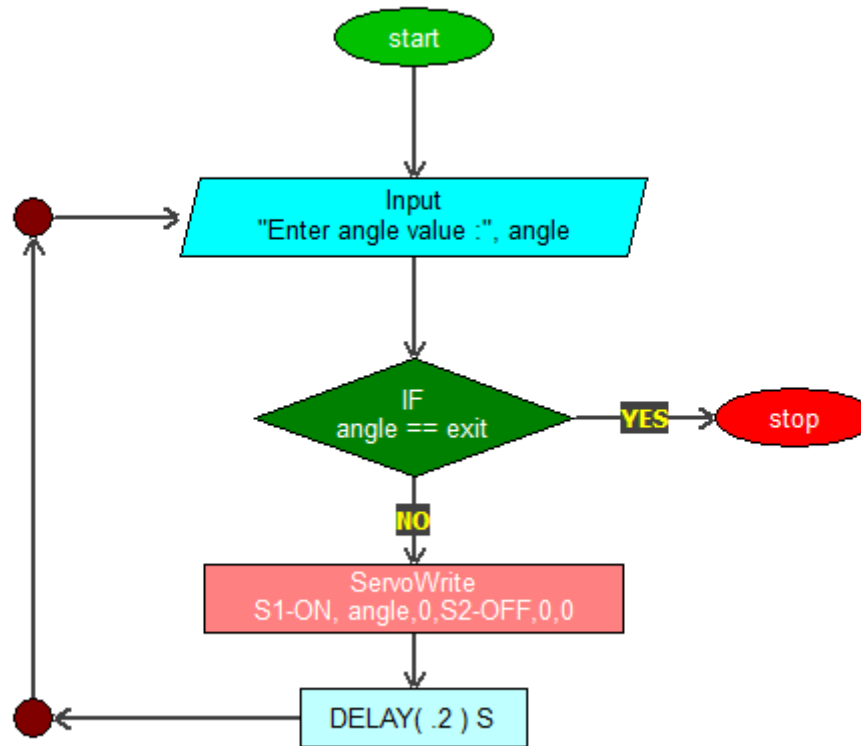 start
Input
"Enter angle value :", angle
IF
angle == exit
YES
stop
NO
ServoWrite
S1-ON, angle,0,S2-OFF,0,0
DELAY( .2 ) S